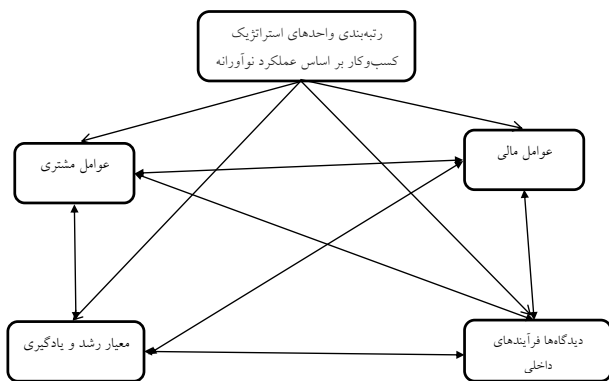 رتبه‌بندی واحدهای استراتژیک
کسب‌وکار بر اساس عملکرد نوآورانه
عوامل مالی
عوامل مشتری
دیدگاه‌ها فرآیندهای
داخلی
معیار رشد و یادگیری